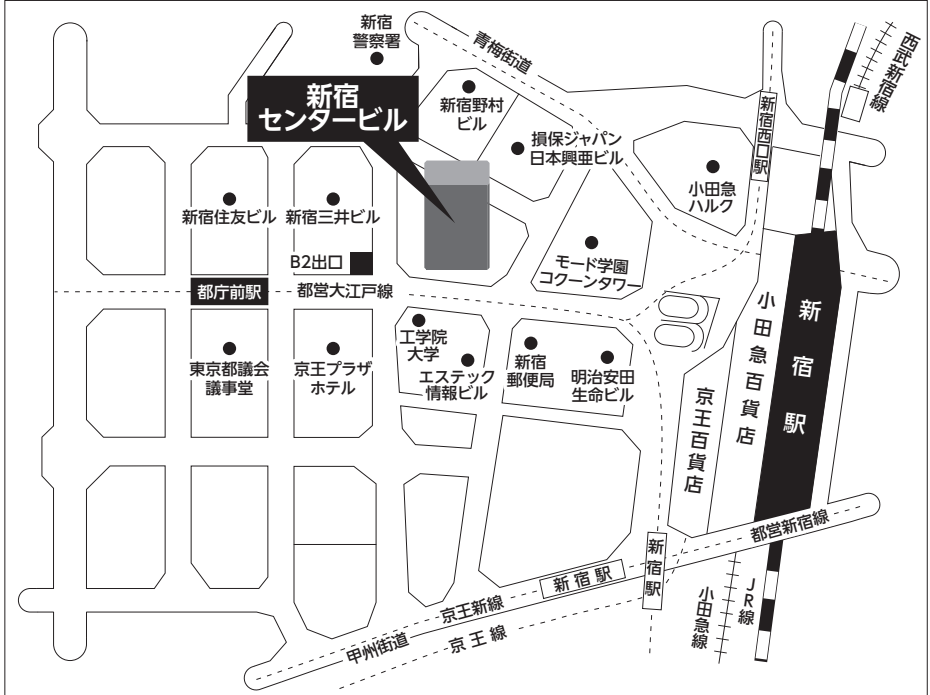 新宿
警察署
青梅街道
西武新宿線
新宿
センタービル
新宿野村
ビル
新宿西口駅
損保ジャパン
日本興亜ビル
小田急
ハルク
新宿住友ビル
新宿三井ビル
モード学園
コクーンタワー
B2出口
都庁前駅
都営大江戸線
小田急百貨店
新宿駅
工学院
大学
東京都議会
議事堂
京王プラザ
ホテル
エステック
情報ビル
新宿
郵便局
明治安田
生命ビル
京王百貨店
都営新宿線
新宿駅
新宿駅
京王新線
小田急線
JR線
甲州街道
京王線